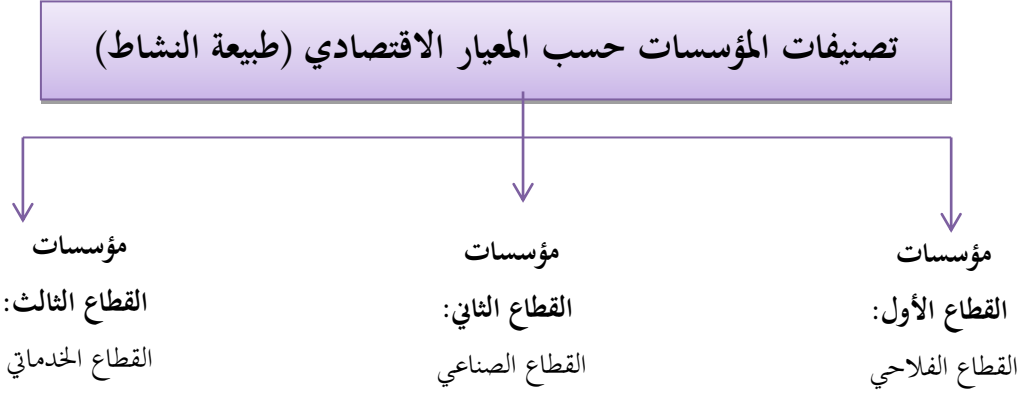 تصنيفات المؤسسات حسب المعيار الاقتصادي (طبيعة النشاط)
مؤسسات
القطاع الأول:
القطاع الفلاحي
مؤسسات
القطاع الثاني:
القطاع الصناعي
مؤسسات
القطاع الثالث:
القطاع الخدماتي